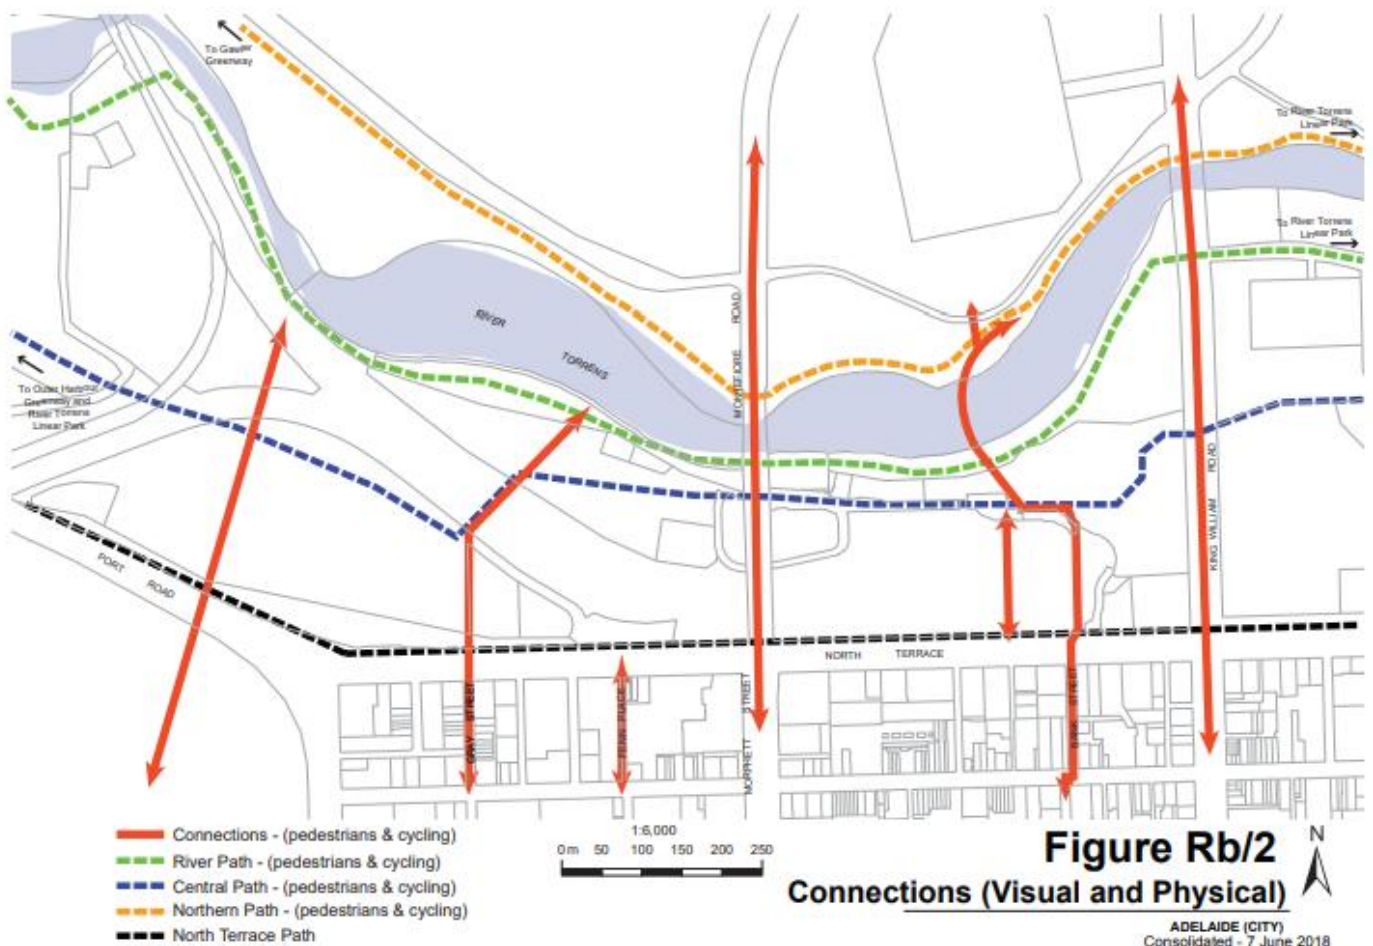 To Gawler
Greenway
To River Torrens
Linear Park
To River Torrens
Linear Park
RIVER
TORRENS
MONTEFIORE ROAD
To Outer Harbour
Greenway and
River Torrens
Linear Park
KING WILLIAM ROAD
PORT ROAD
NORTH TERRACE
GRAY STREET
FENN PLACE
MORPHETT STREET
BANK STREET
Connections - (pedestrians & cycling)
River Path - (pedestrians & cycling)
Central Path - (pedestrians & cycling)
Northern Path - (pedestrians & cycling)
North Terrace Path
1:6,000
0 m 50 100 150 200 250
N
Figure Rb/2
Connections (Visual and Physical)
ADELAIDE (CITY)
Consolidated - 7 June 2018